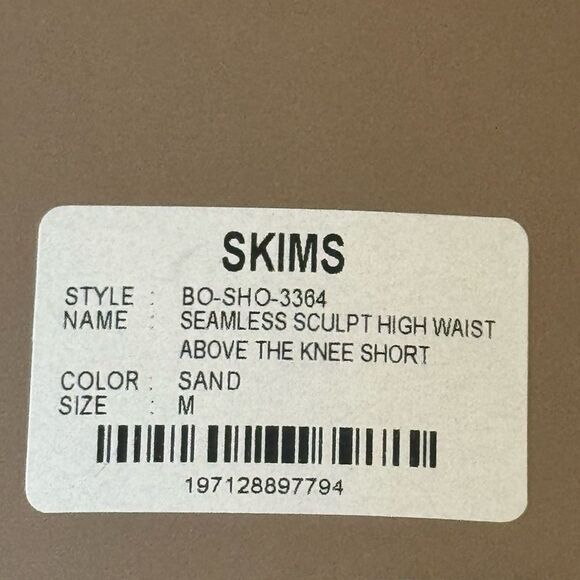 SKIMS
STYLE : BO-SHO-3364
NAME : SEAMLESS SCULPT HIGH WAIST
ABOVE THE KNEE SHORT
COLOR : SAND
SIZE : M
197128897794